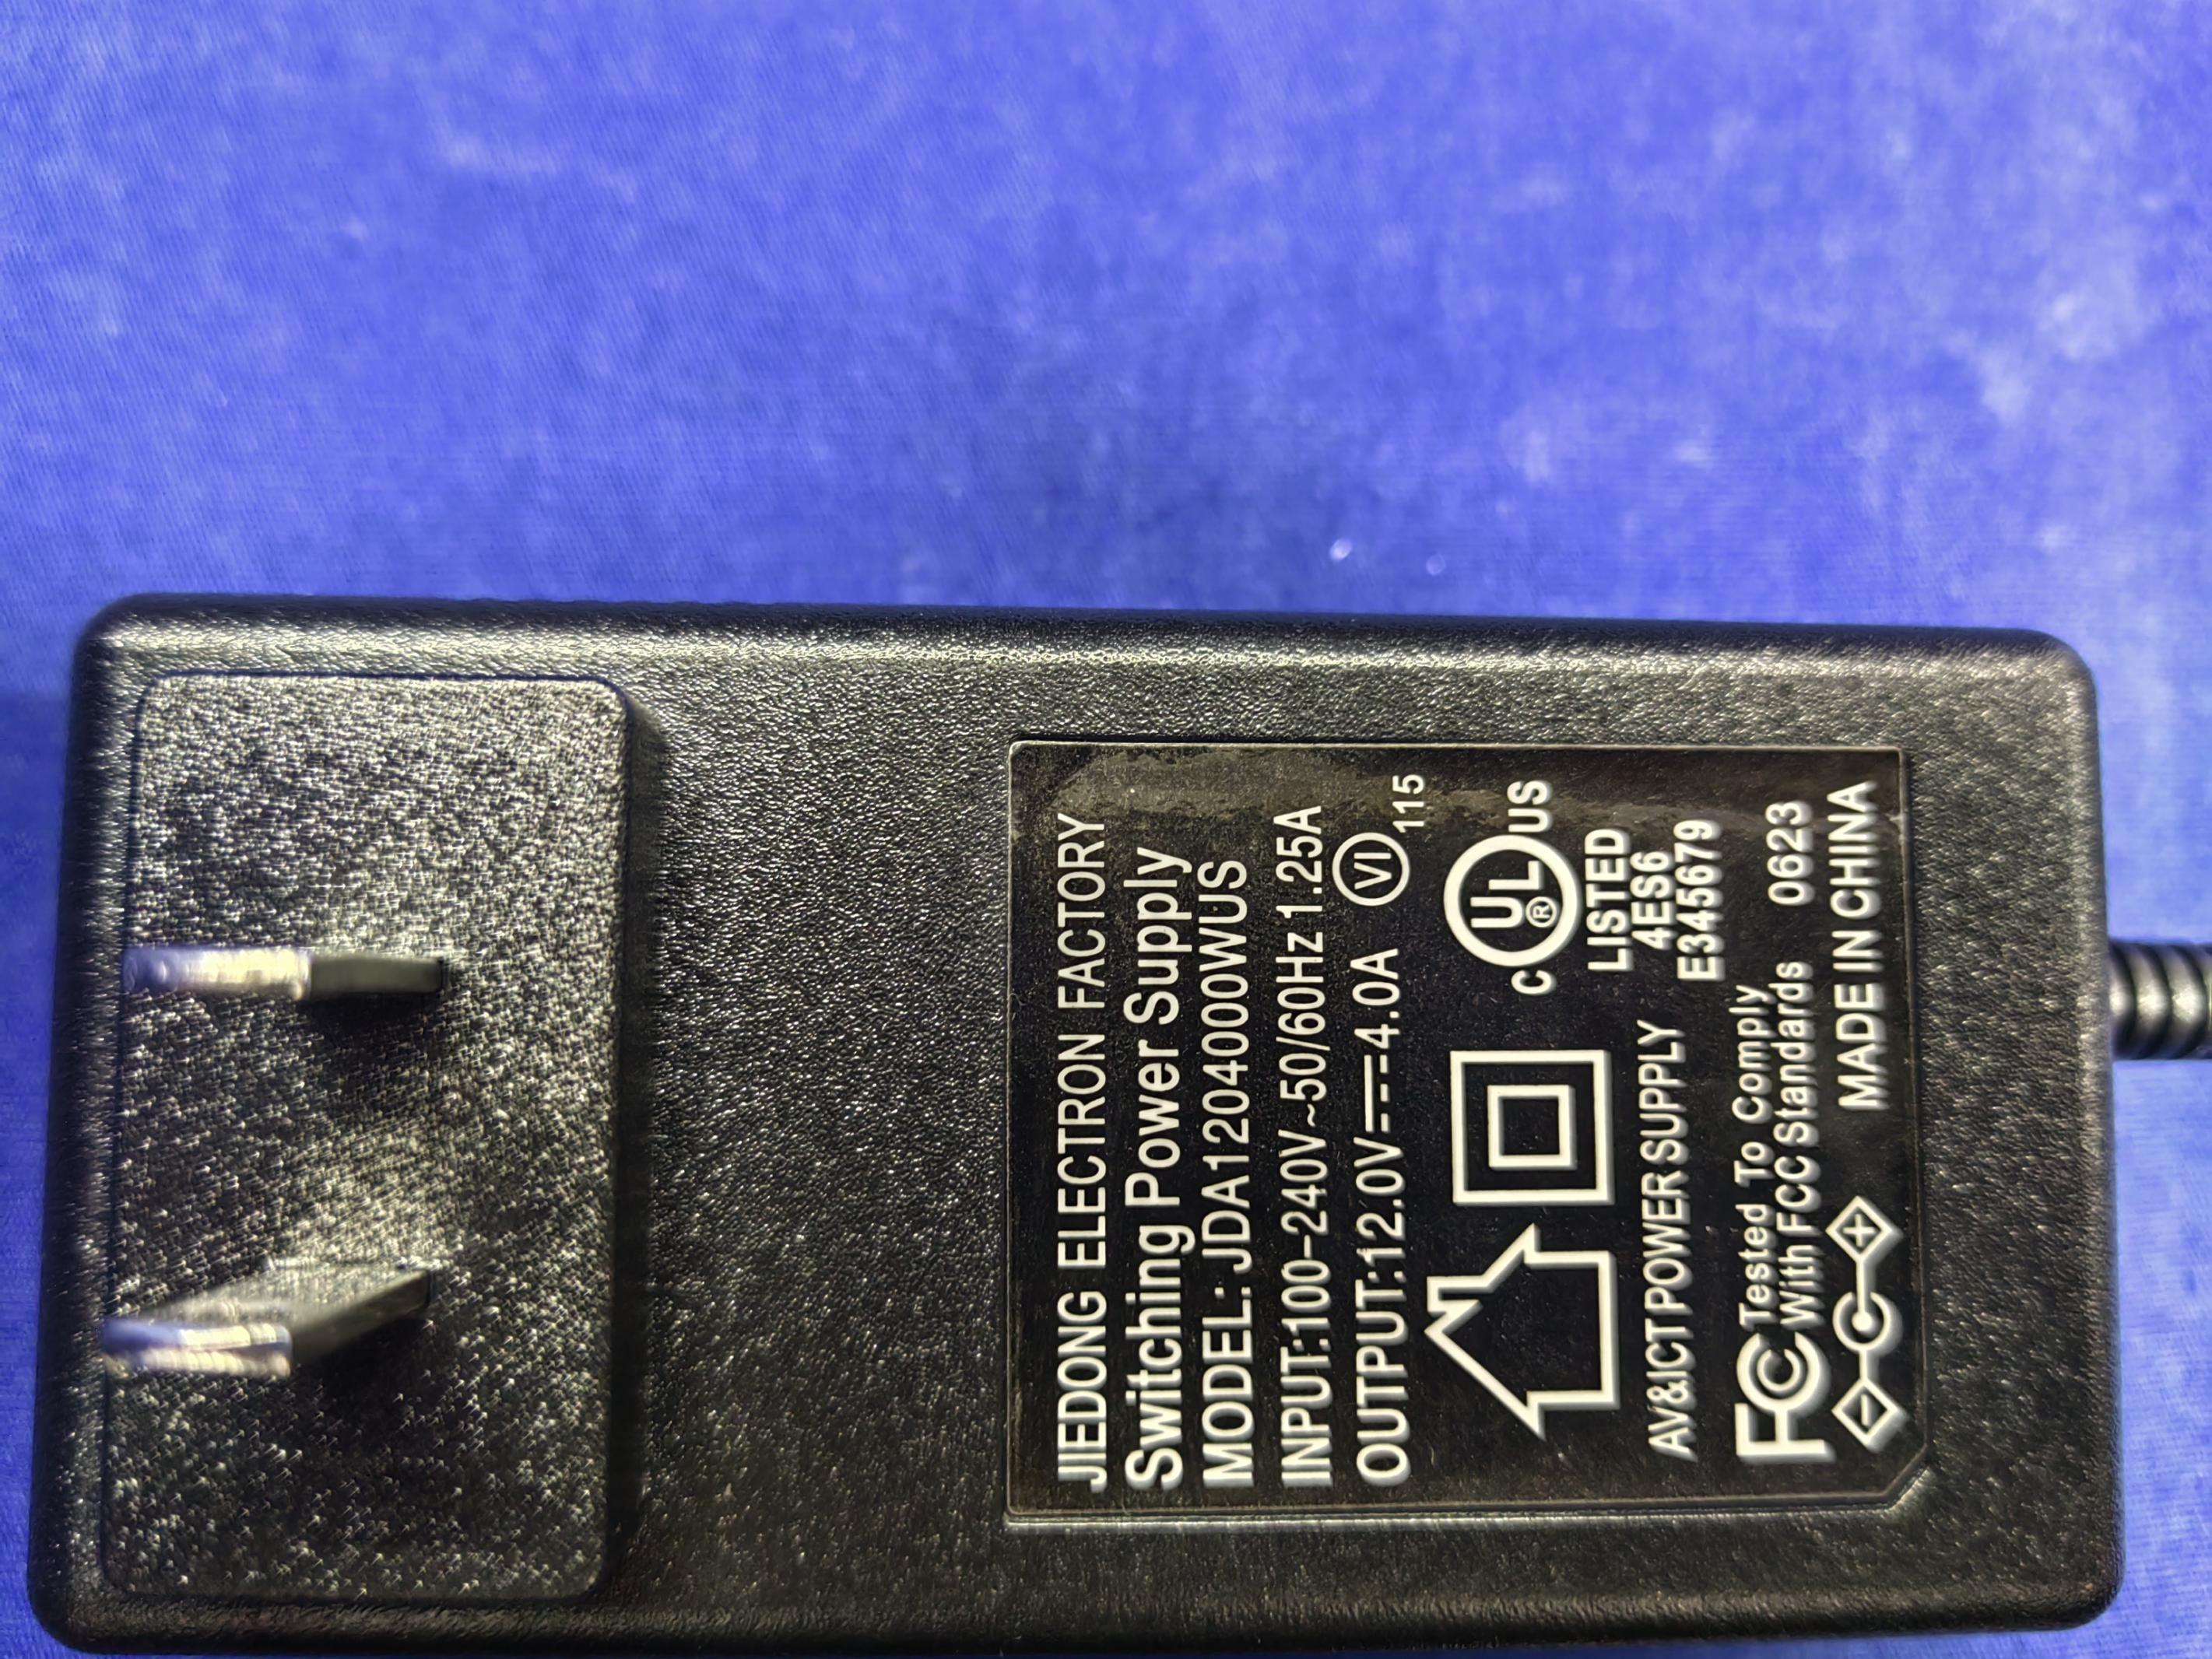 JIEDONG ELECTRON FACTORY
Switching Power Supply
MODEL: JDA1204000WUS
INPUT:100-240V~50/60Hz 1.25A
OUTPUT:12.0V⎓4.0A VI 115
C UL® US
LISTED
4ES6
E345679
AV&ICTPOWER SUPPLY
FC Tested To Comply
With FCC Standards 0623
- C + MADE IN CHINA